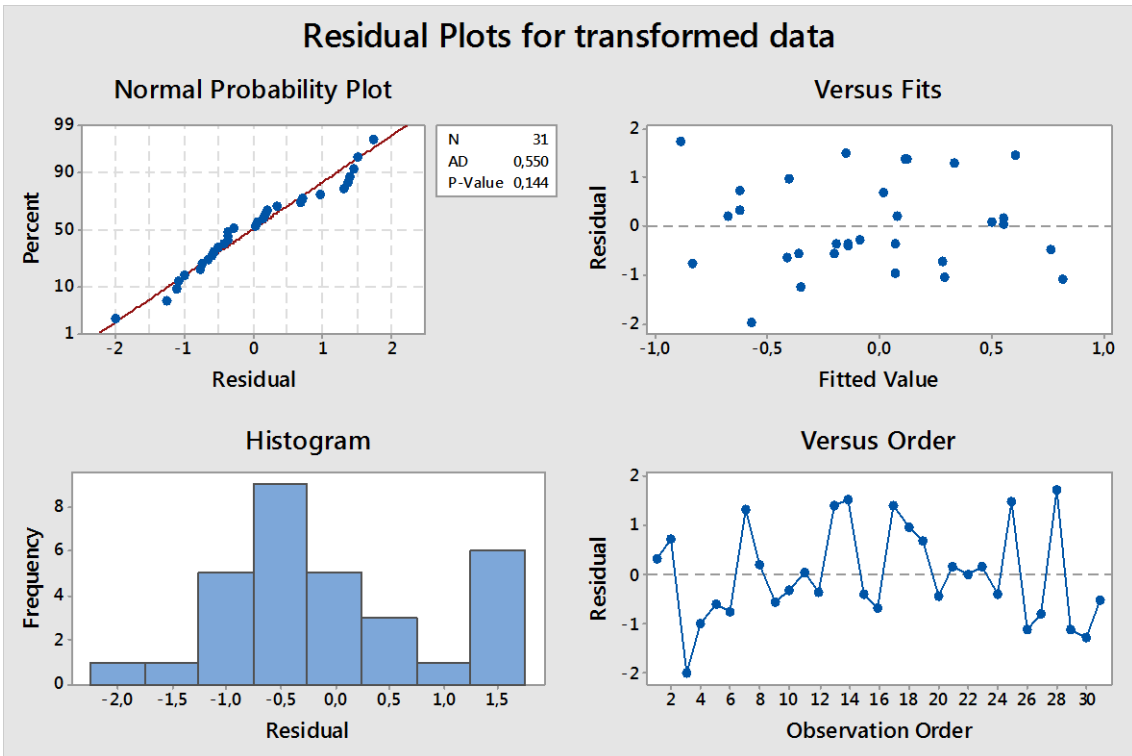 Residual Plots for transformed data
Normal Probability Plot
99
90
50
10
1
Percent
-2 -1 0 1 2
Residual
N 31
AD 0,550
P-Value 0,144
Versus Fits
2
1
0
-1
-2
Residual
-1,0 -0,5 0,0 0,5 1,0
Fitted Value
Histogram
8
6
4
2
0
Frequency
-2,0 -1,5 -1,0 -0,5 0,0 0,5 1,0 1,5
Residual
Versus Order
2
1
0
-1
-2
Residual
2 4 6 8 10 12 14 16 18 20 22 24 26 28 30
Observation Order